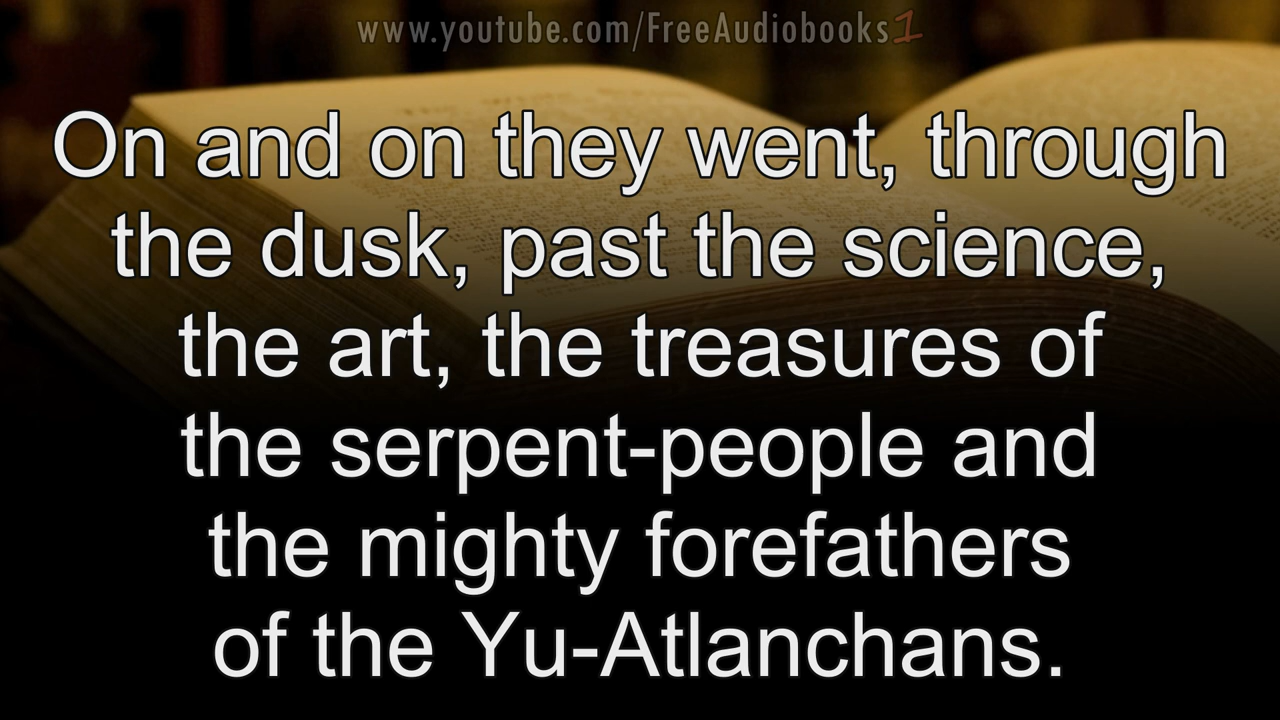 www.youtube.com/FreeAudiobooks1
On and on they went, through
the dusk, past the science,
the art, the treasures of
the serpent-people and
the mighty forefathers
of the Yu-Atlanchans.